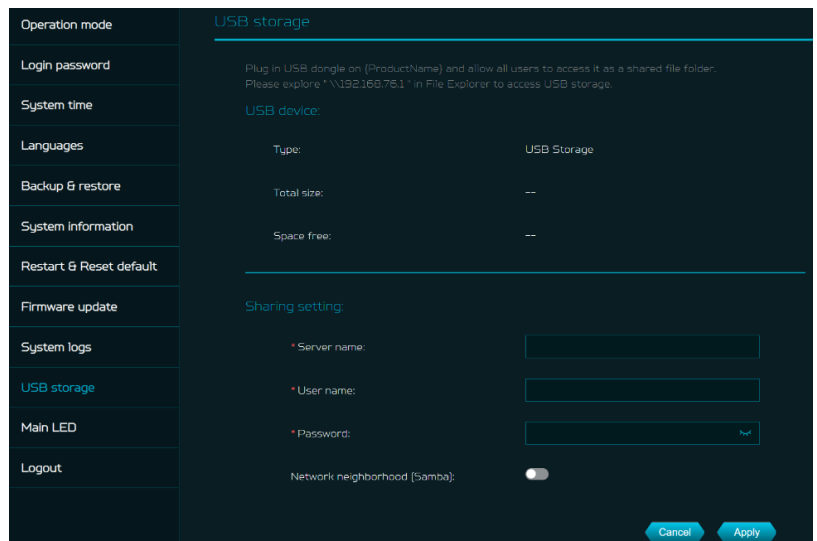 Operation mode
Login password
System time
Languages
Backup & restore
System information
Restart & Reset default
Firmware update
System logs
USB storage
Main LED
Logout
USB storage
Plug in USB dongle on {ProductName} and allow all users to access it as a shared file folder.
Please explore " \\192.168.76.1 " in File Explorer to access USB storage.
USB device:
Type: USB Storage
Total size: --
Space free: --
Sharing setting:
* Server name:
* User name:
* Password:
Network neighborhood (Samba):
Cancel Apply